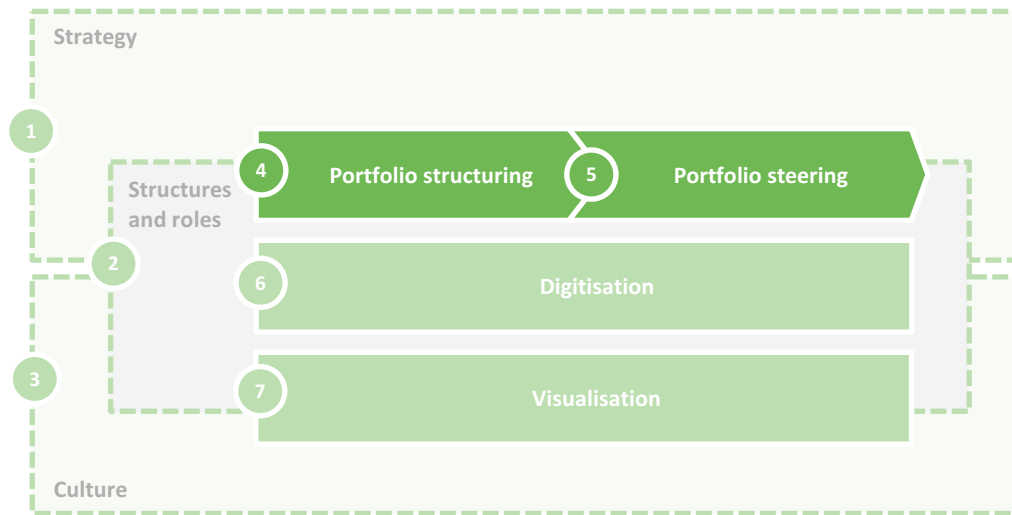 Strategy
1
4
Portfolio structuring
5
Portfolio steering
Structures
and roles
2
6
Digitisation
3
7
Visualisation
Culture